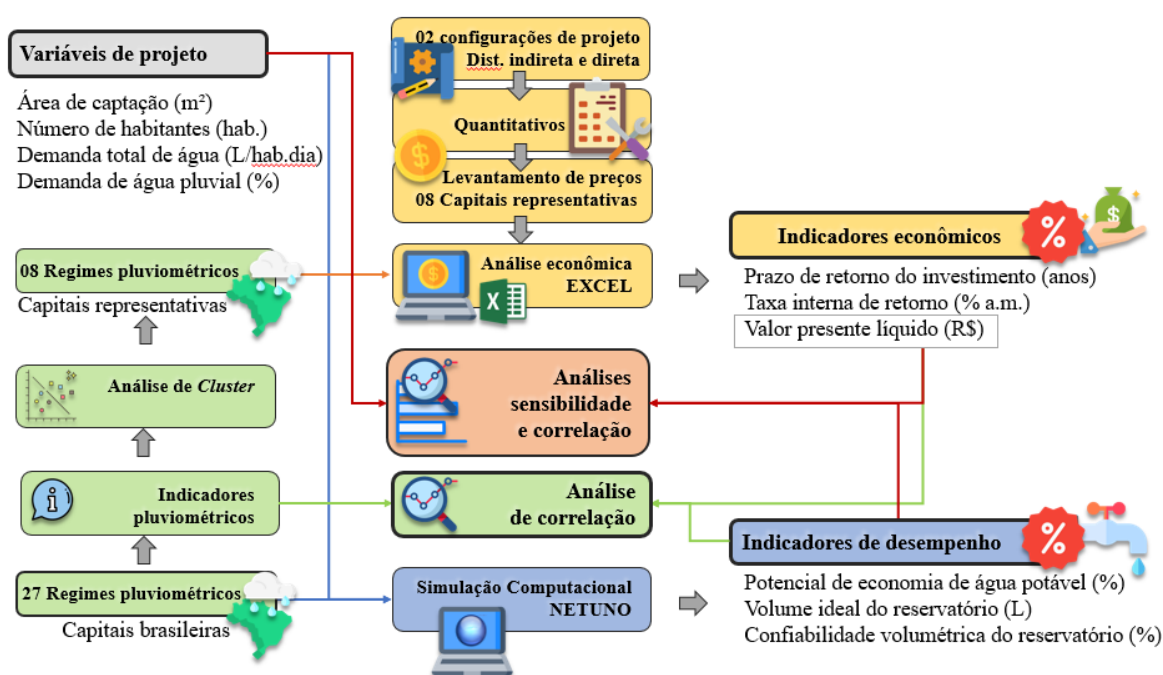 Variáveis de projeto
Área de captação (m²)
Número de habitantes (hab.)
Demanda total de água (L/hab.dia)
Demanda de água pluvial (%)
08 Regimes pluviométricos
Capitais representativas
Análise de Cluster
Indicadores
pluviométricos
27 Regimes pluviométricos
Capitais brasileiras
02 configurações de projeto
Dist. indireta e direta
Quantitativos
Levantamento de preços
08 Capitais representativas
Análise econômica
EXCEL
Análises
sensibilidade
e correlação
Análise
de correlação
Simulação Computacional
NETUNO
Indicadores econômicos
Prazo de retorno do investimento (anos)
Taxa interna de retorno (% a.m.)
Valor presente líquido (R$)
Indicadores de desempenho
Potencial de economia de água potável (%)
Volume ideal do reservatório (L)
Confiabilidade volumétrica do reservatório (%)